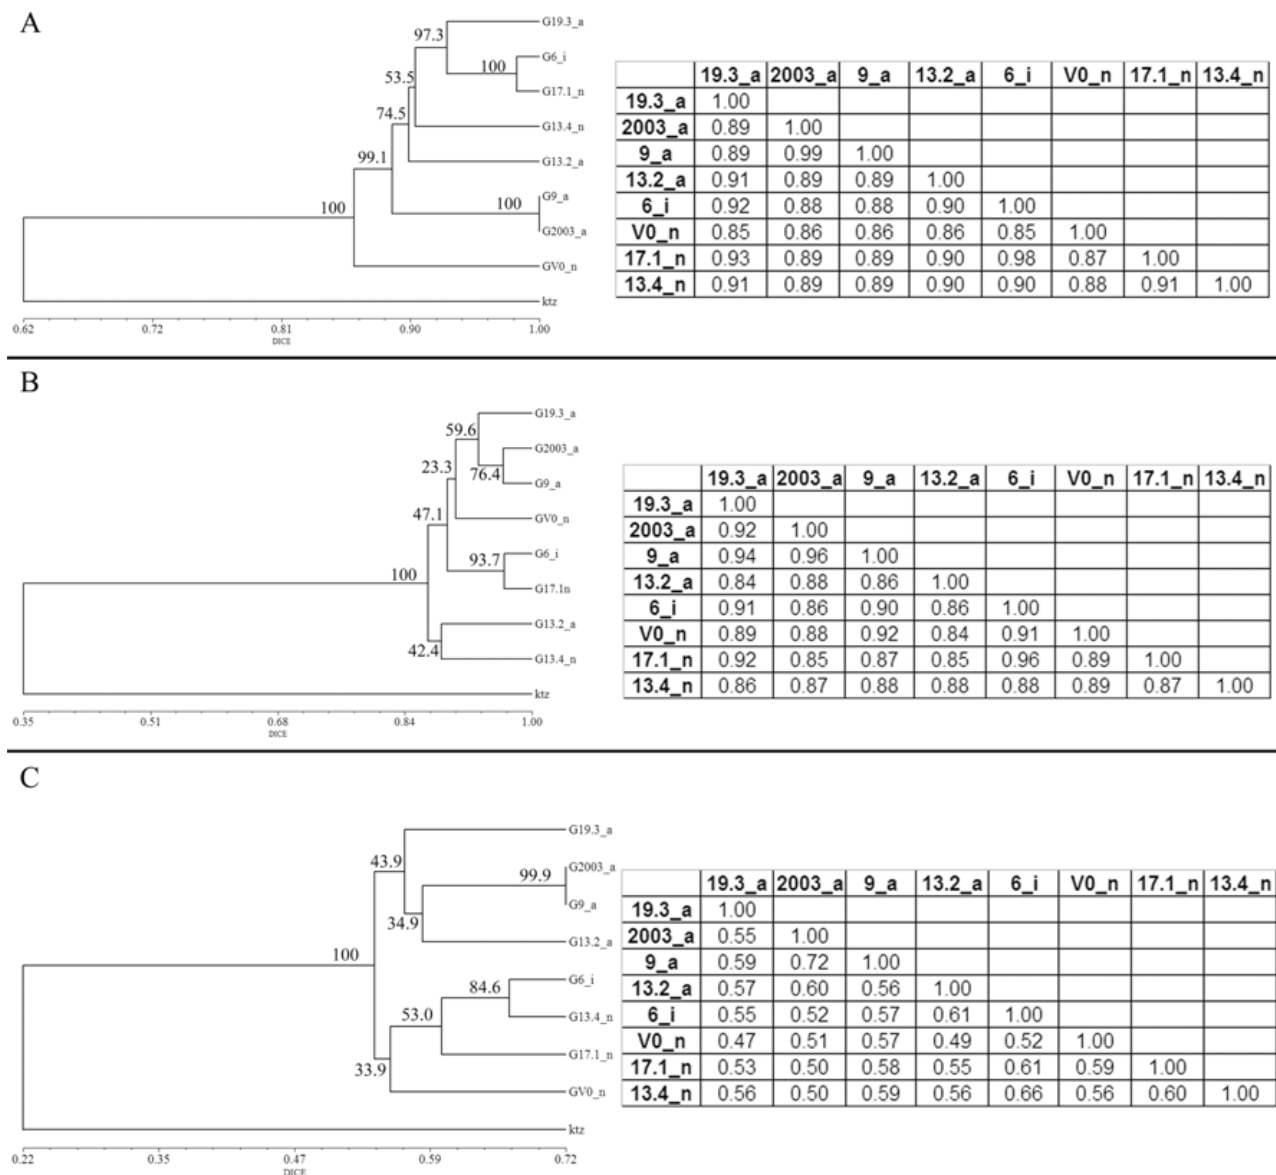 A
97.3
100
53.5
74.5
99.1
100
100
G19.3_a
G6_i
G17.1_n
G13.4_n
G13.2_a
G9_a
G2003_a
GV0_n
ktz
0.62 0.72 0.81 0.90 1.00
DICE
19.3_a 2003_a 9_a 13.2_a 6_i V0_n 17.1_n 13.4_n
19.3_a 1.00
2003_a 0.89 1.00
9_a 0.89 0.99 1.00
13.2_a 0.91 0.89 0.89 1.00
6_i 0.92 0.88 0.88 0.90 1.00
V0_n 0.85 0.86 0.86 0.86 0.85 1.00
17.1_n 0.93 0.89 0.89 0.90 0.98 0.87 1.00
13.4_n 0.91 0.89 0.89 0.90 0.90 0.88 0.91 1.00
B
59.6
76.4
23.3
47.1
93.7
100
42.4
G19.3_a
G2003_a
G9_a
GV0_n
G6_i
G17.1n
G13.2_a
G13.4_n
ktz
0.35 0.51 0.68 0.84 1.00
DICE
19.3_a 2003_a 9_a 13.2_a 6_i V0_n 17.1_n 13.4_n
19.3_a 1.00
2003_a 0.92 1.00
9_a 0.94 0.96 1.00
13.2_a 0.84 0.88 0.86 1.00
6_i 0.91 0.86 0.90 0.86 1.00
V0_n 0.89 0.88 0.92 0.84 0.91 1.00
17.1_n 0.92 0.85 0.87 0.85 0.96 0.89 1.00
13.4_n 0.86 0.87 0.88 0.88 0.88 0.89 0.87 1.00
C
43.9
99.9
34.9
100
84.6
53.0
33.9
G19.3_a
G2003_a
G9_a
G13.2_a
G6_i
G13.4_n
G17.1_n
GV0_n
ktz
0.22 0.35 0.47 0.59 0.72
DICE
19.3_a 2003_a 9_a 13.2_a 6_i V0_n 17.1_n 13.4_n
19.3_a 1.00
2003_a 0.55 1.00
9_a 0.59 0.72 1.00
13.2_a 0.57 0.60 0.56 1.00
6_i 0.55 0.52 0.57 0.61 1.00
V0_n 0.47 0.51 0.57 0.49 0.52 1.00
17.1_n 0.53 0.50 0.58 0.55 0.61 0.59 1.00
13.4_n 0.56 0.50 0.59 0.56 0.66 0.56 0.60 1.00